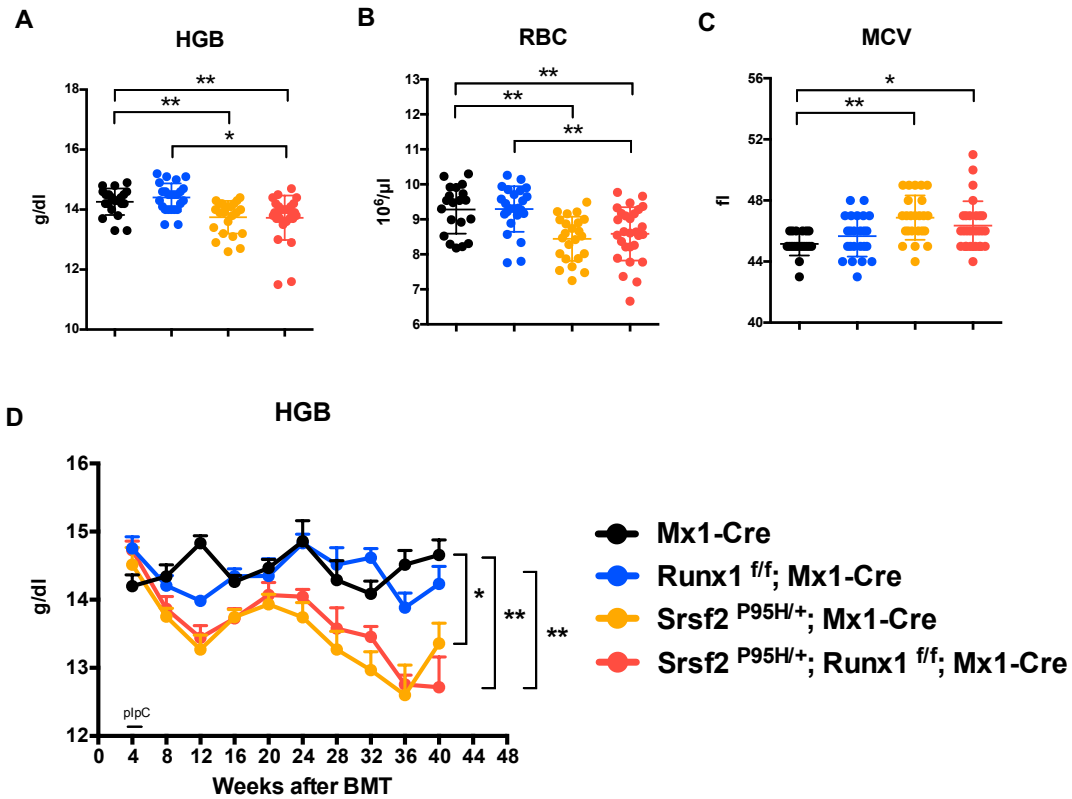 A
HGB
**
**
*
18
16
14
12
10
g/dl
B
RBC
**
**
**
13
12
11
10
9
8
7
6
10⁶/µl
C
MCV
*
**
56
52
48
44
40
fl
D
HGB
16
15
14
13
12
g/dl
*
**
**
pIpC
0 4 8 12 16 20 24 28 32 36 40 44 48
Weeks after BMT
Mx1-Cre
Runx1 f/f; Mx1-Cre
Srsf2 P95H/+; Mx1-Cre
Srsf2 P95H/+; Runx1 f/f; Mx1-Cre